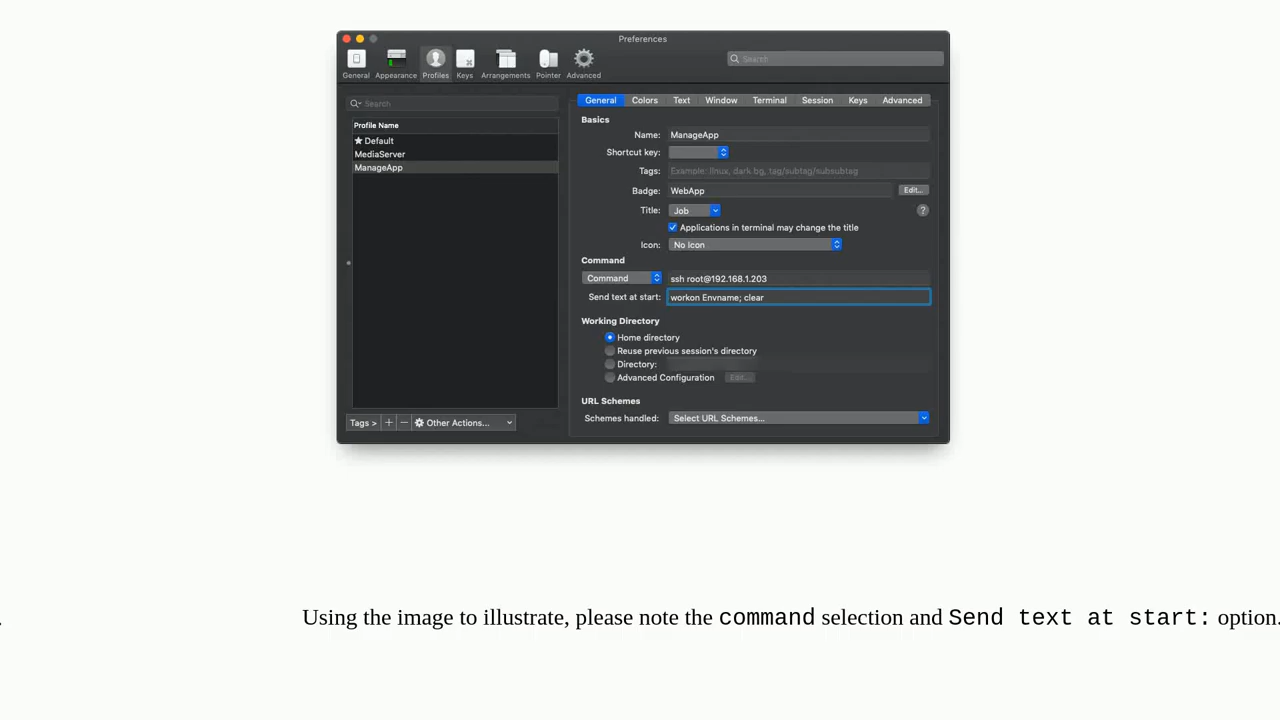 Preferences
General Appearance Profiles Keys Arrangements Pointer Advanced
Search
Search
Profile Name
Default
MediaServer
ManageApp
Tags > + − Other Actions...
General Colors Text Window Terminal Session Keys Advanced
Basics
Name: ManageApp
Shortcut key:
Tags: Example: linux, dark bg, tag/subtag/subsubtag
Badge: WebApp Edit...
Title: Job ?
Applications in terminal may change the title
Icon: No Icon
Command
Command ssh root@192.168.1.203
Send text at start: workon Envname; clear
Working Directory
Home directory
Reuse previous session's directory
Directory:
Advanced Configuration Edit...
URL Schemes
Schemes handled: Select URL Schemes...
Using the image to illustrate, please note the command selection and Send text at start: option.